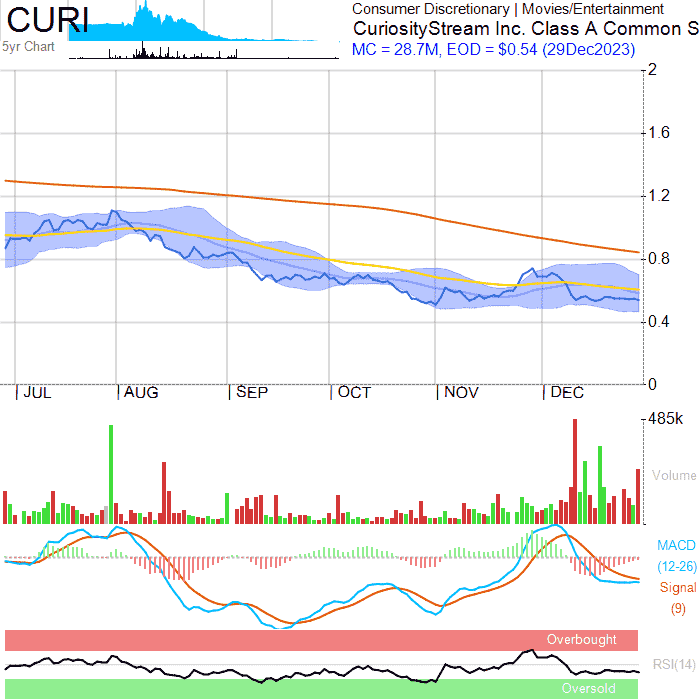 CURI
5yr Chart
Consumer Discretionary | Movies/Entertainment
CuriosityStream Inc. Class A Common S
MC = 28.7M, EOD = $0.54 (29Dec2023)
2
1.6
1.2
0.8
0.4
0
JUL AUG SEP OCT NOV DEC
485k
Volume
MACD
(12-26)
Signal
(9)
Overbought
RSI(14)
Oversold